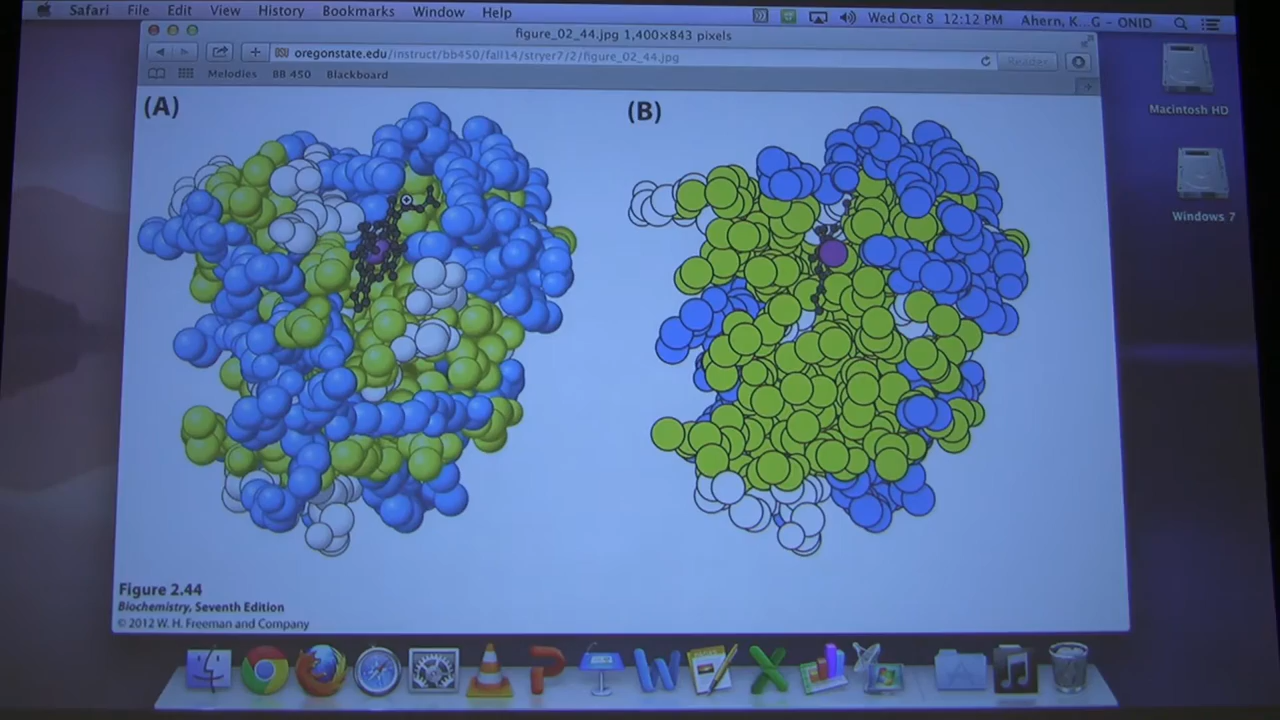 Safari File Edit View History Bookmarks Window Help Wed Oct 8 12:12 PM Ahern, K...G - ONID
figure_02_44.jpg 1,400×843 pixels
oregonstate.edu/instruct/bb450/fall14/stryer7/2/figure_02_44.jpg Reader
Melodies BB 450 Blackboard
Macintosh HD
Windows 7
(A) (B)
Figure 2.44
Biochemistry, Seventh Edition
© 2012 W. H. Freeman and Company